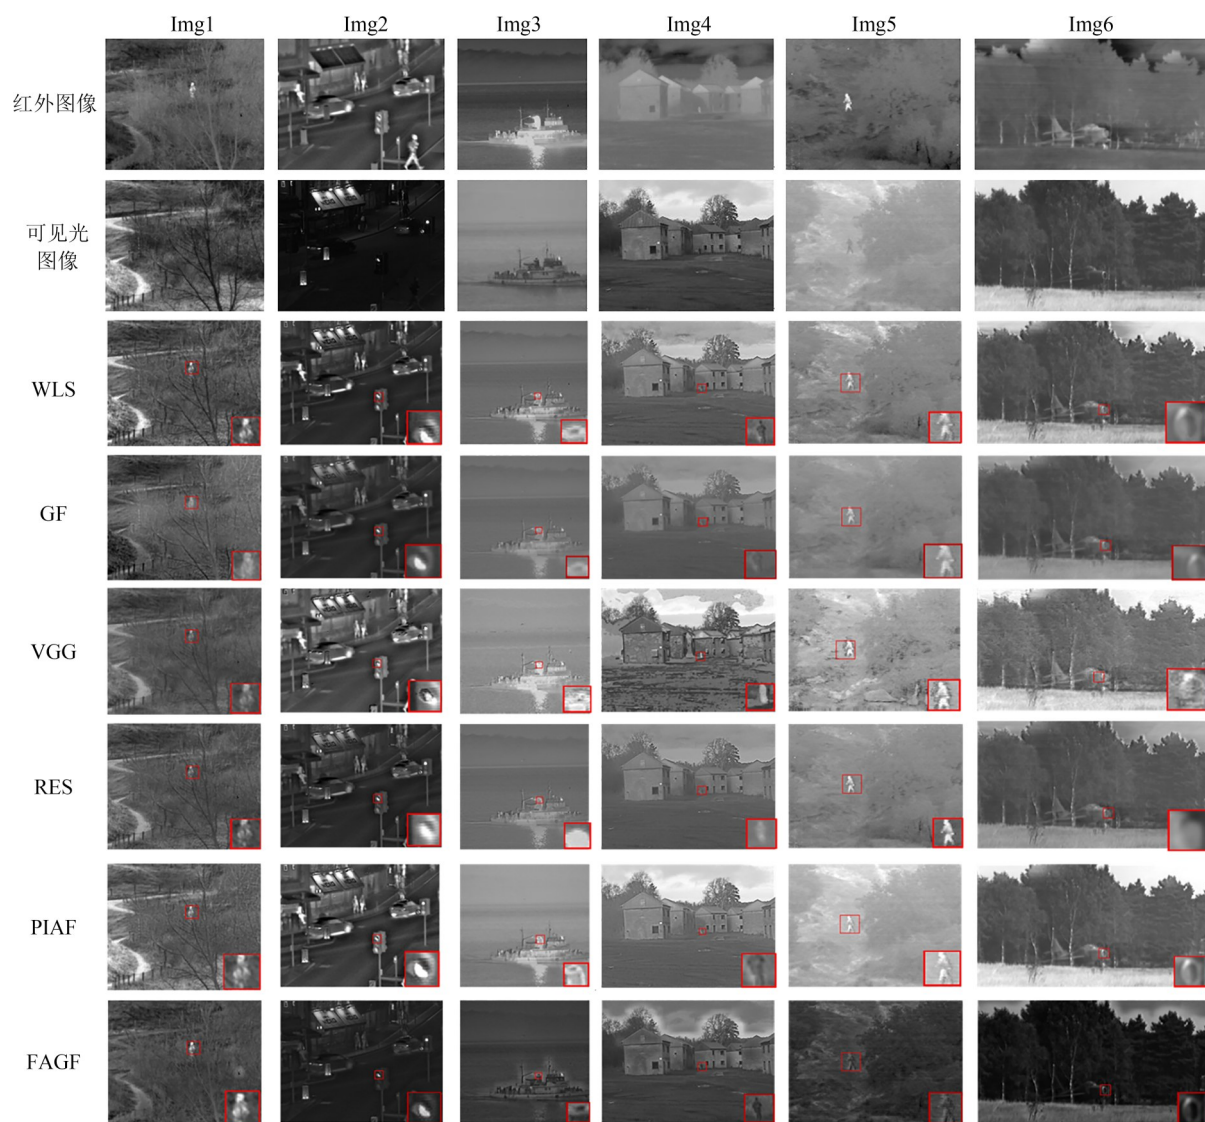 Img1 Img2 Img3 Img4 Img5 Img6
红外图像
可见光
图像
WLS
GF
VGG
RES
PIAF
FAGF